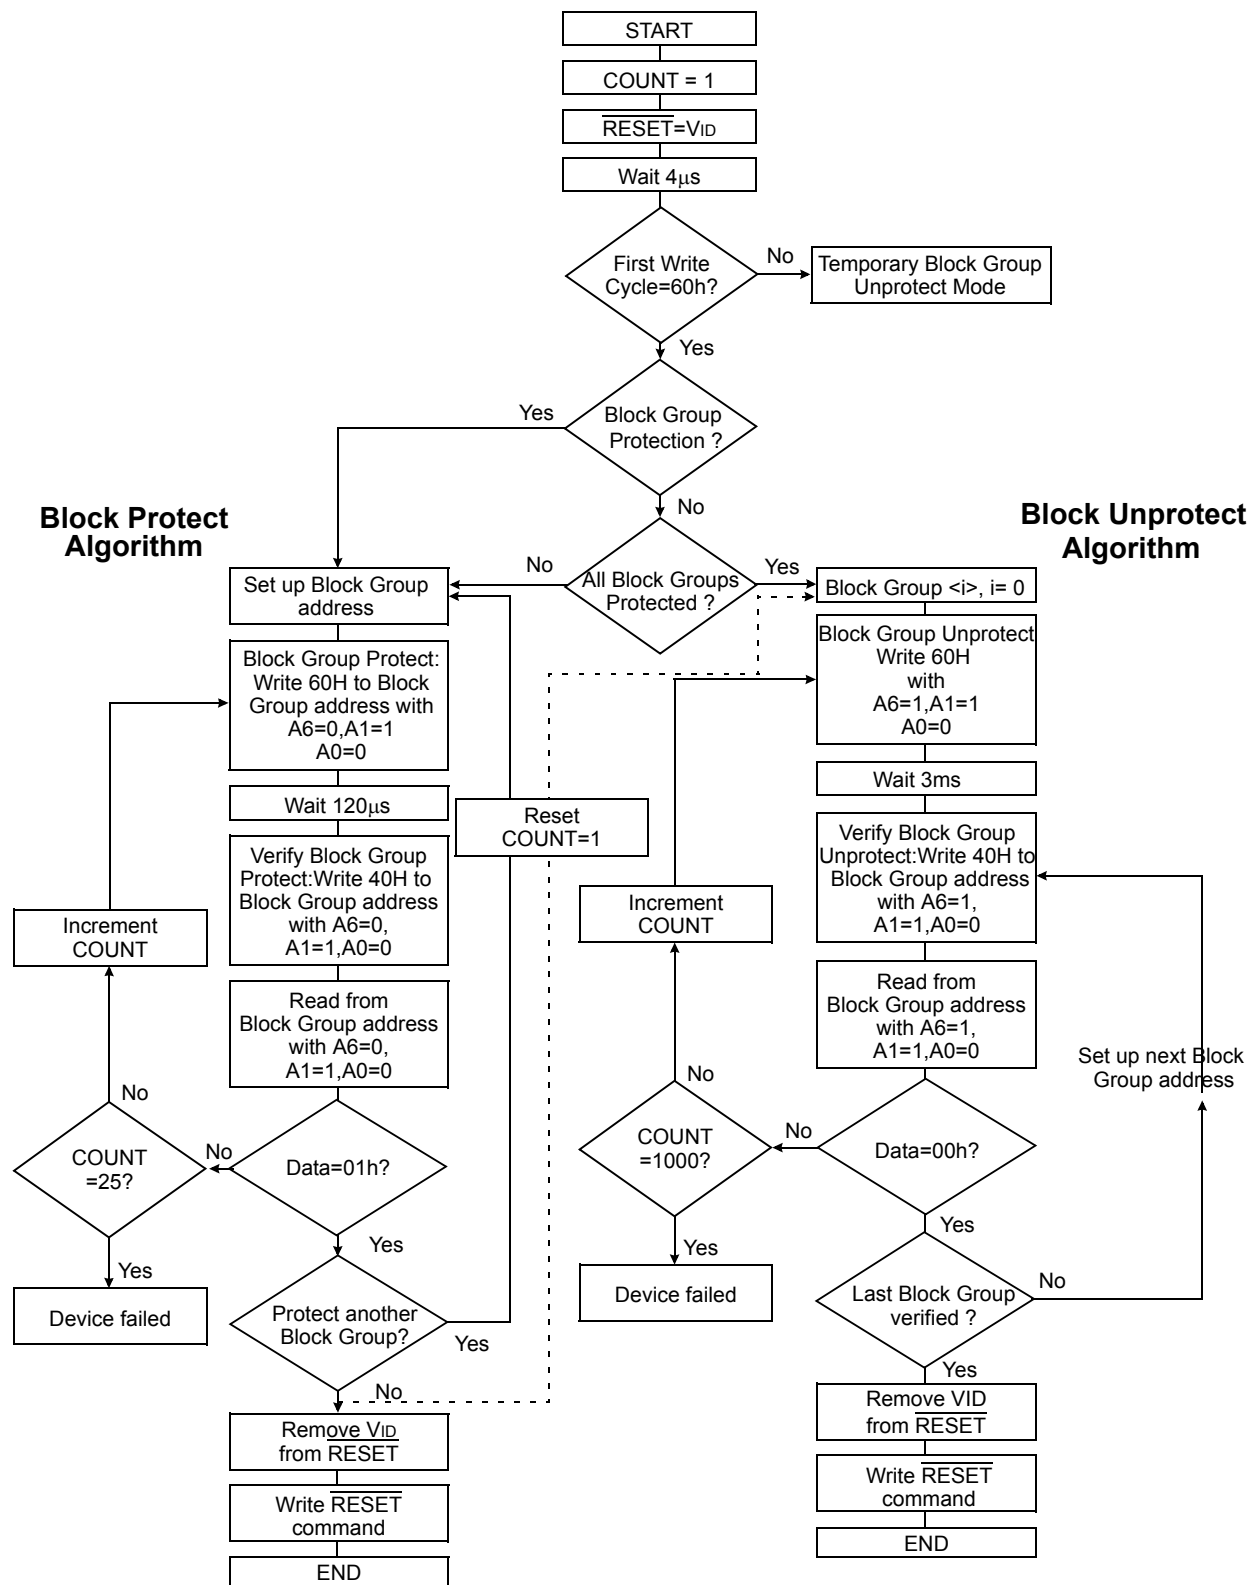 START
COUNT = 1
RESET=VID
Wait 4μs
First Write
Cycle=60h?
No
Temporary Block Group
Unprotect Mode
Yes
Block Group
Protection ?
Yes
No
Block Protect
Algorithm
Block Unprotect
Algorithm
All Block Groups
Protected ?
No
Yes
Set up Block Group
address
Block Group Protect:
Write 60H to Block
Group address with
A6=0,A1=1
A0=0
Wait 120μs
Verify Block Group
Protect:Write 40H to
Block Group address
with A6=0,
A1=1,A0=0
Reset
COUNT=1
Increment
COUNT
Read from
Block Group address
with A6=0,
A1=1,A0=0
No
COUNT
=25?
No
Data=01h?
Yes
Yes
Device failed
Protect another
Block Group?
Yes
No
Remove VID
from RESET
Write RESET
command
END
Block Group <i>, i= 0
Block Group Unprotect
Write 60H
with
A6=1,A1=1
A0=0
Wait 3ms
Verify Block Group
Unprotect:Write 40H to
Block Group address
with A6=1,
A1=1,A0=0
Increment
COUNT
Read from
Block Group address
with A6=1,
A1=1,A0=0
Set up next Block
Group address
No
COUNT
=1000?
No
Data=00h?
Yes
Yes
Device failed
Last Block Group
verified ?
No
Yes
Remove VID
from RESET
Write RESET
command
END